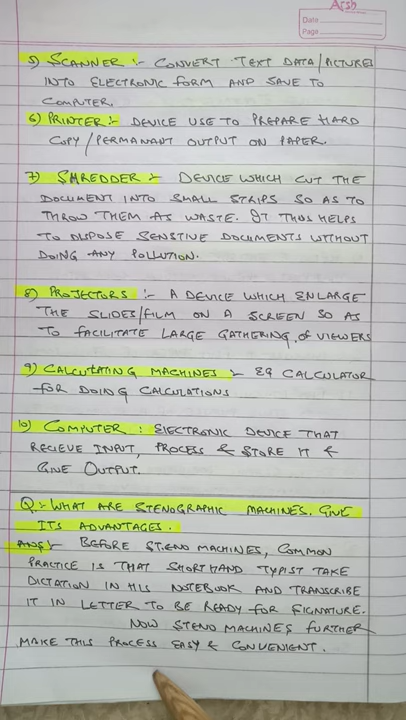 Arsh
Date
Page
5) SCANNER :- CONVERT TEXT DATA/PICTURES
INTO ELECTRONIC FORM AND SAVE TO
COMPUTER.
6) PRINTER :- DEVICE USE TO PREPARE HARD
COPY/PERMANANT OUTPUT ON PAPER.
7) SHREDDER :- DEVICE WHICH CUT THE
DOCUMENT INTO SMALL STRIPS SO AS TO
THROW THEM AS WASTE. IT THUS HELPS
TO DISPOSE SENSTIVE DOCUMENTS WITHOUT
DOING ANY POLLUTION.
8) PROJECTORS :- A DEVICE WHICH ENLARGE
THE SLIDES/FILM ON A SCREEN SO AS
TO FACILITATE LARGE GATHERING OF VIEWERS
9) CALCULATING MACHINES :- EG CALCULATOR
FOR DOING CALCULATIONS
10) COMPUTER : ELECTRONIC DEVICE THAT
RECIEVE INPUT, PROCESS & STORE IT &
GIVE OUTPUT.
Q:- WHAT ARE STENOGRAPHIC MACHINES. GIVE
ITS ADVANTAGES.
Ans:- BEFORE STENO MACHINES, COMMON
PRACTICE IS THAT SHORTHAND TYPIST TAKE
DICTATION IN HIS NOTEBOOK AND TRANSCRIBE
IT IN LETTER TO BE READY FOR SIGNATURE.
NOW STENO MACHINES FURTHER
MAKE THIS PROCESS EASY & CONVENIENT.